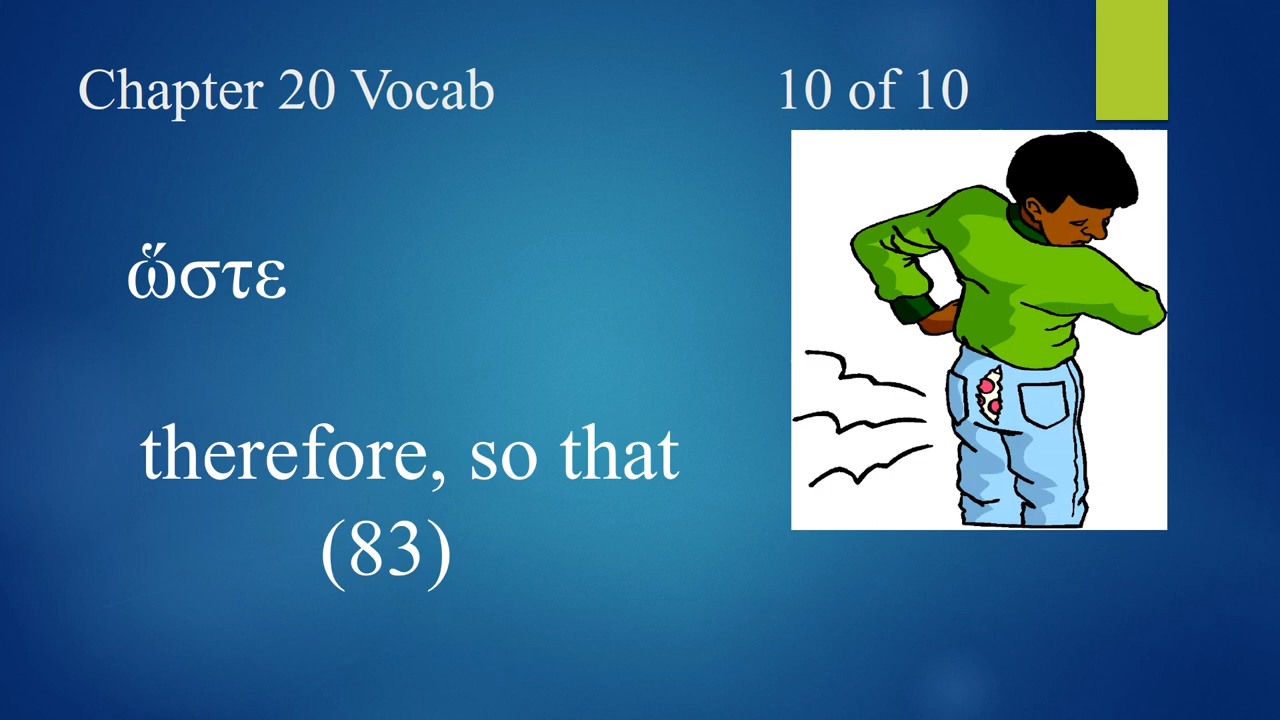 Chapter 20 Vocab 10 of 10
ὥστε
therefore, so that
(83)